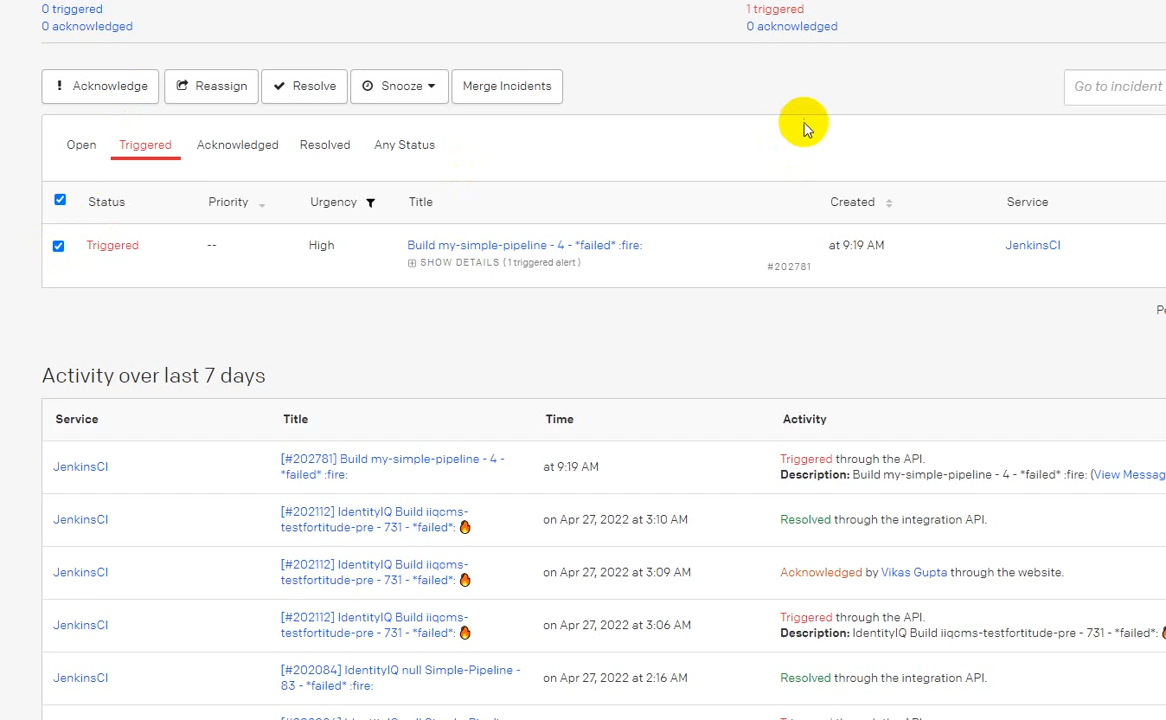 0 triggered
0 acknowledged
1 triggered
0 acknowledged
! Acknowledge
Reassign
Resolve
Snooze
Merge Incidents
Go to incident
Open
Triggered
Acknowledged
Resolved
Any Status
Status
Priority
Urgency
Title
Created
Service
Triggered
--
High
Build my-simple-pipeline - 4 - *failed* :fire:
at 9:19 AM
JenkinsCI
SHOW DETAILS (1 triggered alert)
#202781
Activity over last 7 days
Service
Title
Time
Activity
JenkinsCI
[#202781] Build my-simple-pipeline - 4 -
*failed* :fire:
at 9:19 AM
Triggered through the API.
Description: Build my-simple-pipeline - 4 - *failed* :fire: (View Messag
JenkinsCI
[#202112] IdentityIQ Build iiqcms-
testfortitude-pre - 731 - *failed*: 🔥
on Apr 27, 2022 at 3:10 AM
Resolved through the integration API.
JenkinsCI
[#202112] IdentityIQ Build iiqcms-
testfortitude-pre - 731 - *failed*: 🔥
on Apr 27, 2022 at 3:09 AM
Acknowledged by Vikas Gupta through the website.
JenkinsCI
[#202112] IdentityIQ Build iiqcms-
testfortitude-pre - 731 - *failed*: 🔥
on Apr 27, 2022 at 3:06 AM
Triggered through the API.
Description: IdentityIQ Build iiqcms-testfortitude-pre - 731 - *failed*: 🔥
JenkinsCI
[#202084] IdentityIQ null Simple-Pipeline -
83 - *failed* :fire:
on Apr 27, 2022 at 2:16 AM
Resolved through the integration API.